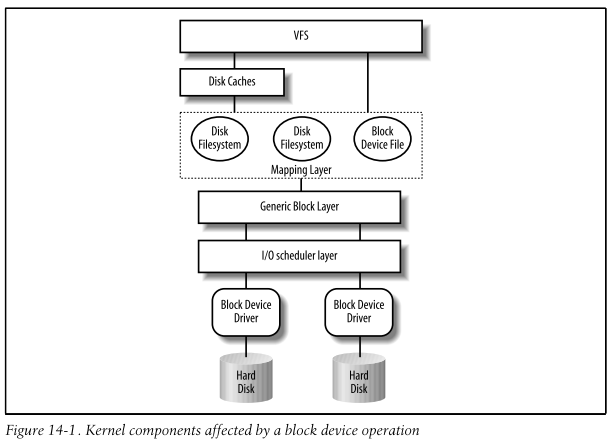 VFS
Disk Caches
Disk
Filesystem
Disk
Filesystem
Block
Device File
Mapping Layer
Generic Block Layer
I/O scheduler layer
Block Device
Driver
Block Device
Driver
Hard
Disk
Hard
Disk
Figure 14-1. Kernel components affected by a block device operation